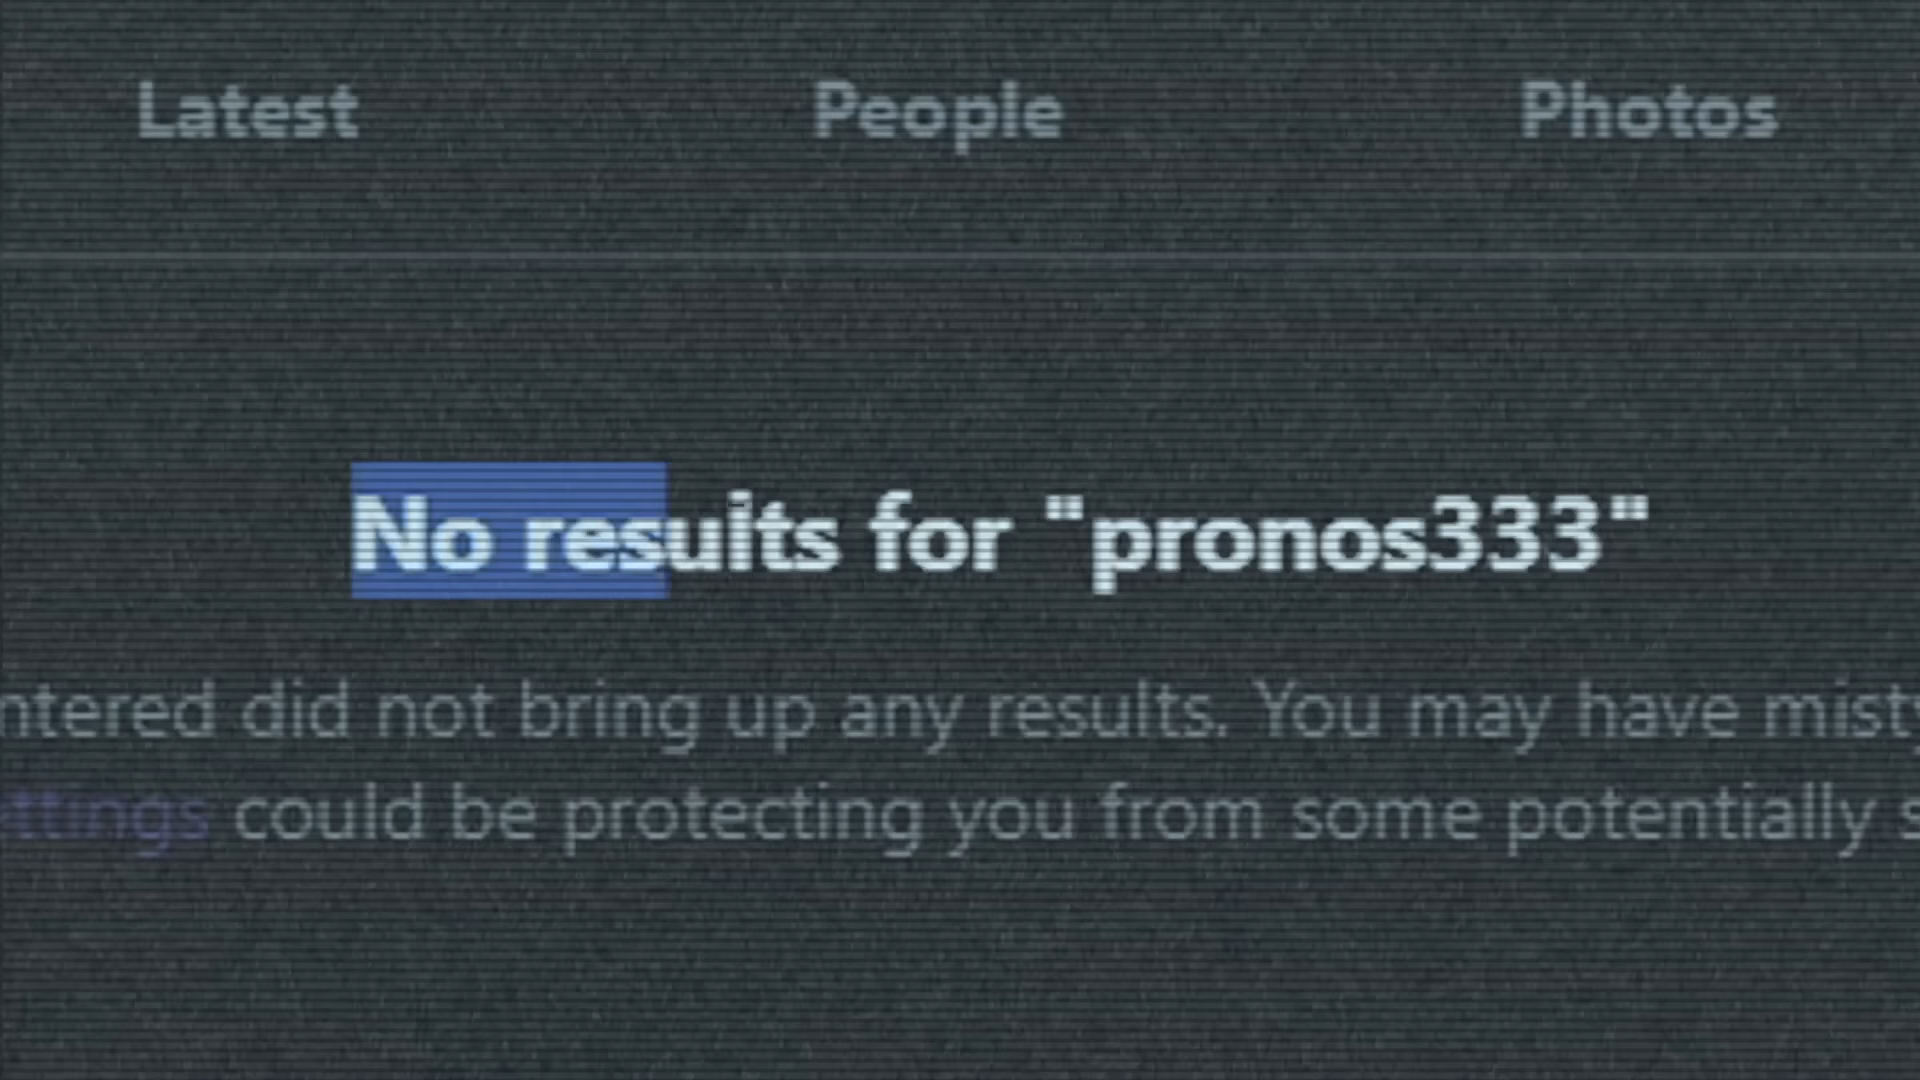 Latest People Photos
No results for "pronos333"
ntered did not bring up any results. You may have misty
ettings could be protecting you from some potentially s